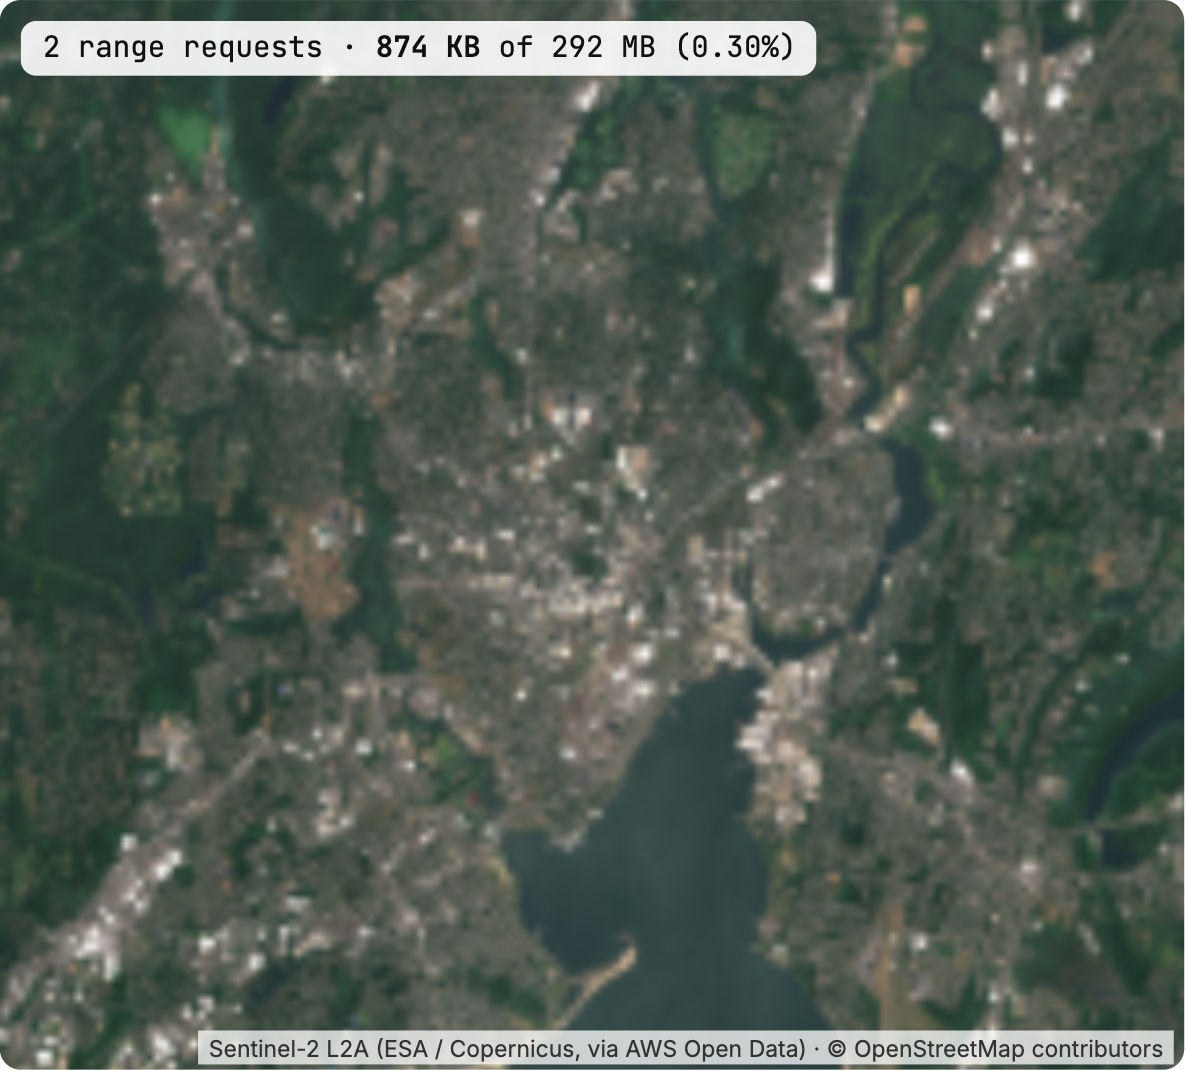 2 range requests · 874 KB of 292 MB (0.30%)
Sentinel-2 L2A (ESA / Copernicus, via AWS Open Data) · © OpenStreetMap contributors